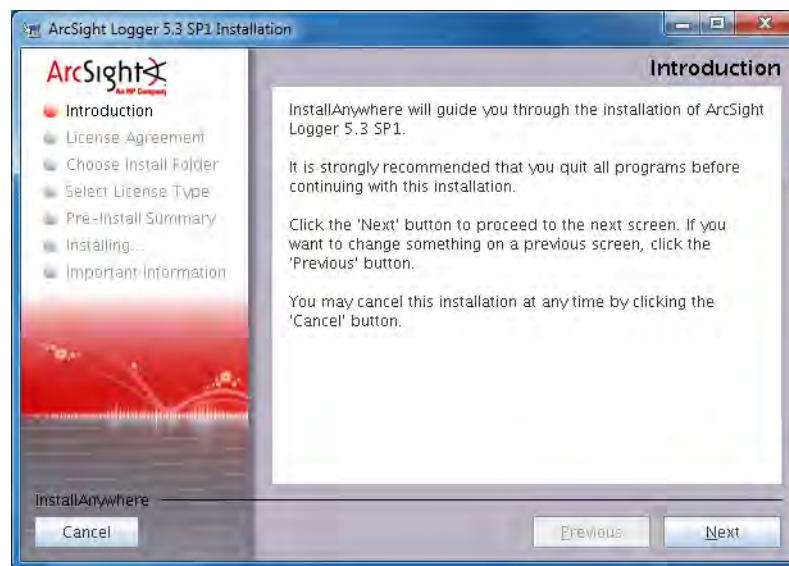 ArcSight Logger 5.3 SP1 Installation
ArcSight
An HP Company
Introduction
License Agreement
Choose Install Folder
Select License Type
Pre-Install Summary
Installing...
Important Information
Introduction
InstallAnywhere will guide you through the installation of ArcSight
Logger 5.3 SP1.
It is strongly recommended that you quit all programs before
continuing with this installation.
Click the 'Next' button to proceed to the next screen. If you
want to change something on a previous screen, click the
'Previous' button.
You may cancel this installation at any time by clicking the
'Cancel' button.
InstallAnywhere
Cancel
Previous
Next